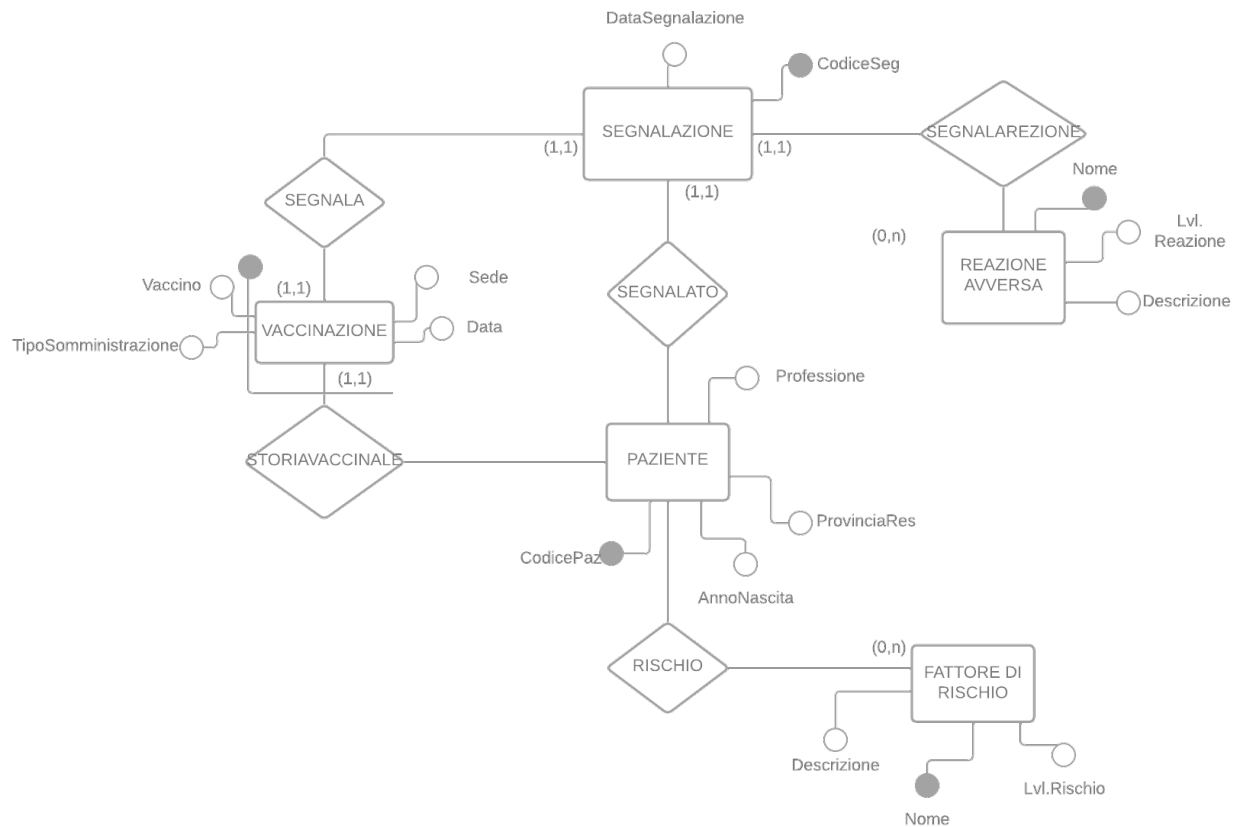 DataSegnalazione
CodiceSeg
SEGNALAZIONE
SEGNALAREZIONE
(1,1)
(1,1)
(1,1)
Nome
SEGNALA
Lvl.
Reazione
(0,n)
REAZIONE
AVVERSA
Descrizione
Vaccino
(1,1)
Sede
SEGNALATO
VACCINAZIONE
Data
TipoSomministrazione
(1,1)
Professione
STORIAVACCINALE
PAZIENTE
ProvinciaRes
CodicePaz
AnnoNascita
RISCHIO
(0,n)
FATTORE DI
RISCHIO
Descrizione
Lvl.Rischio
Nome